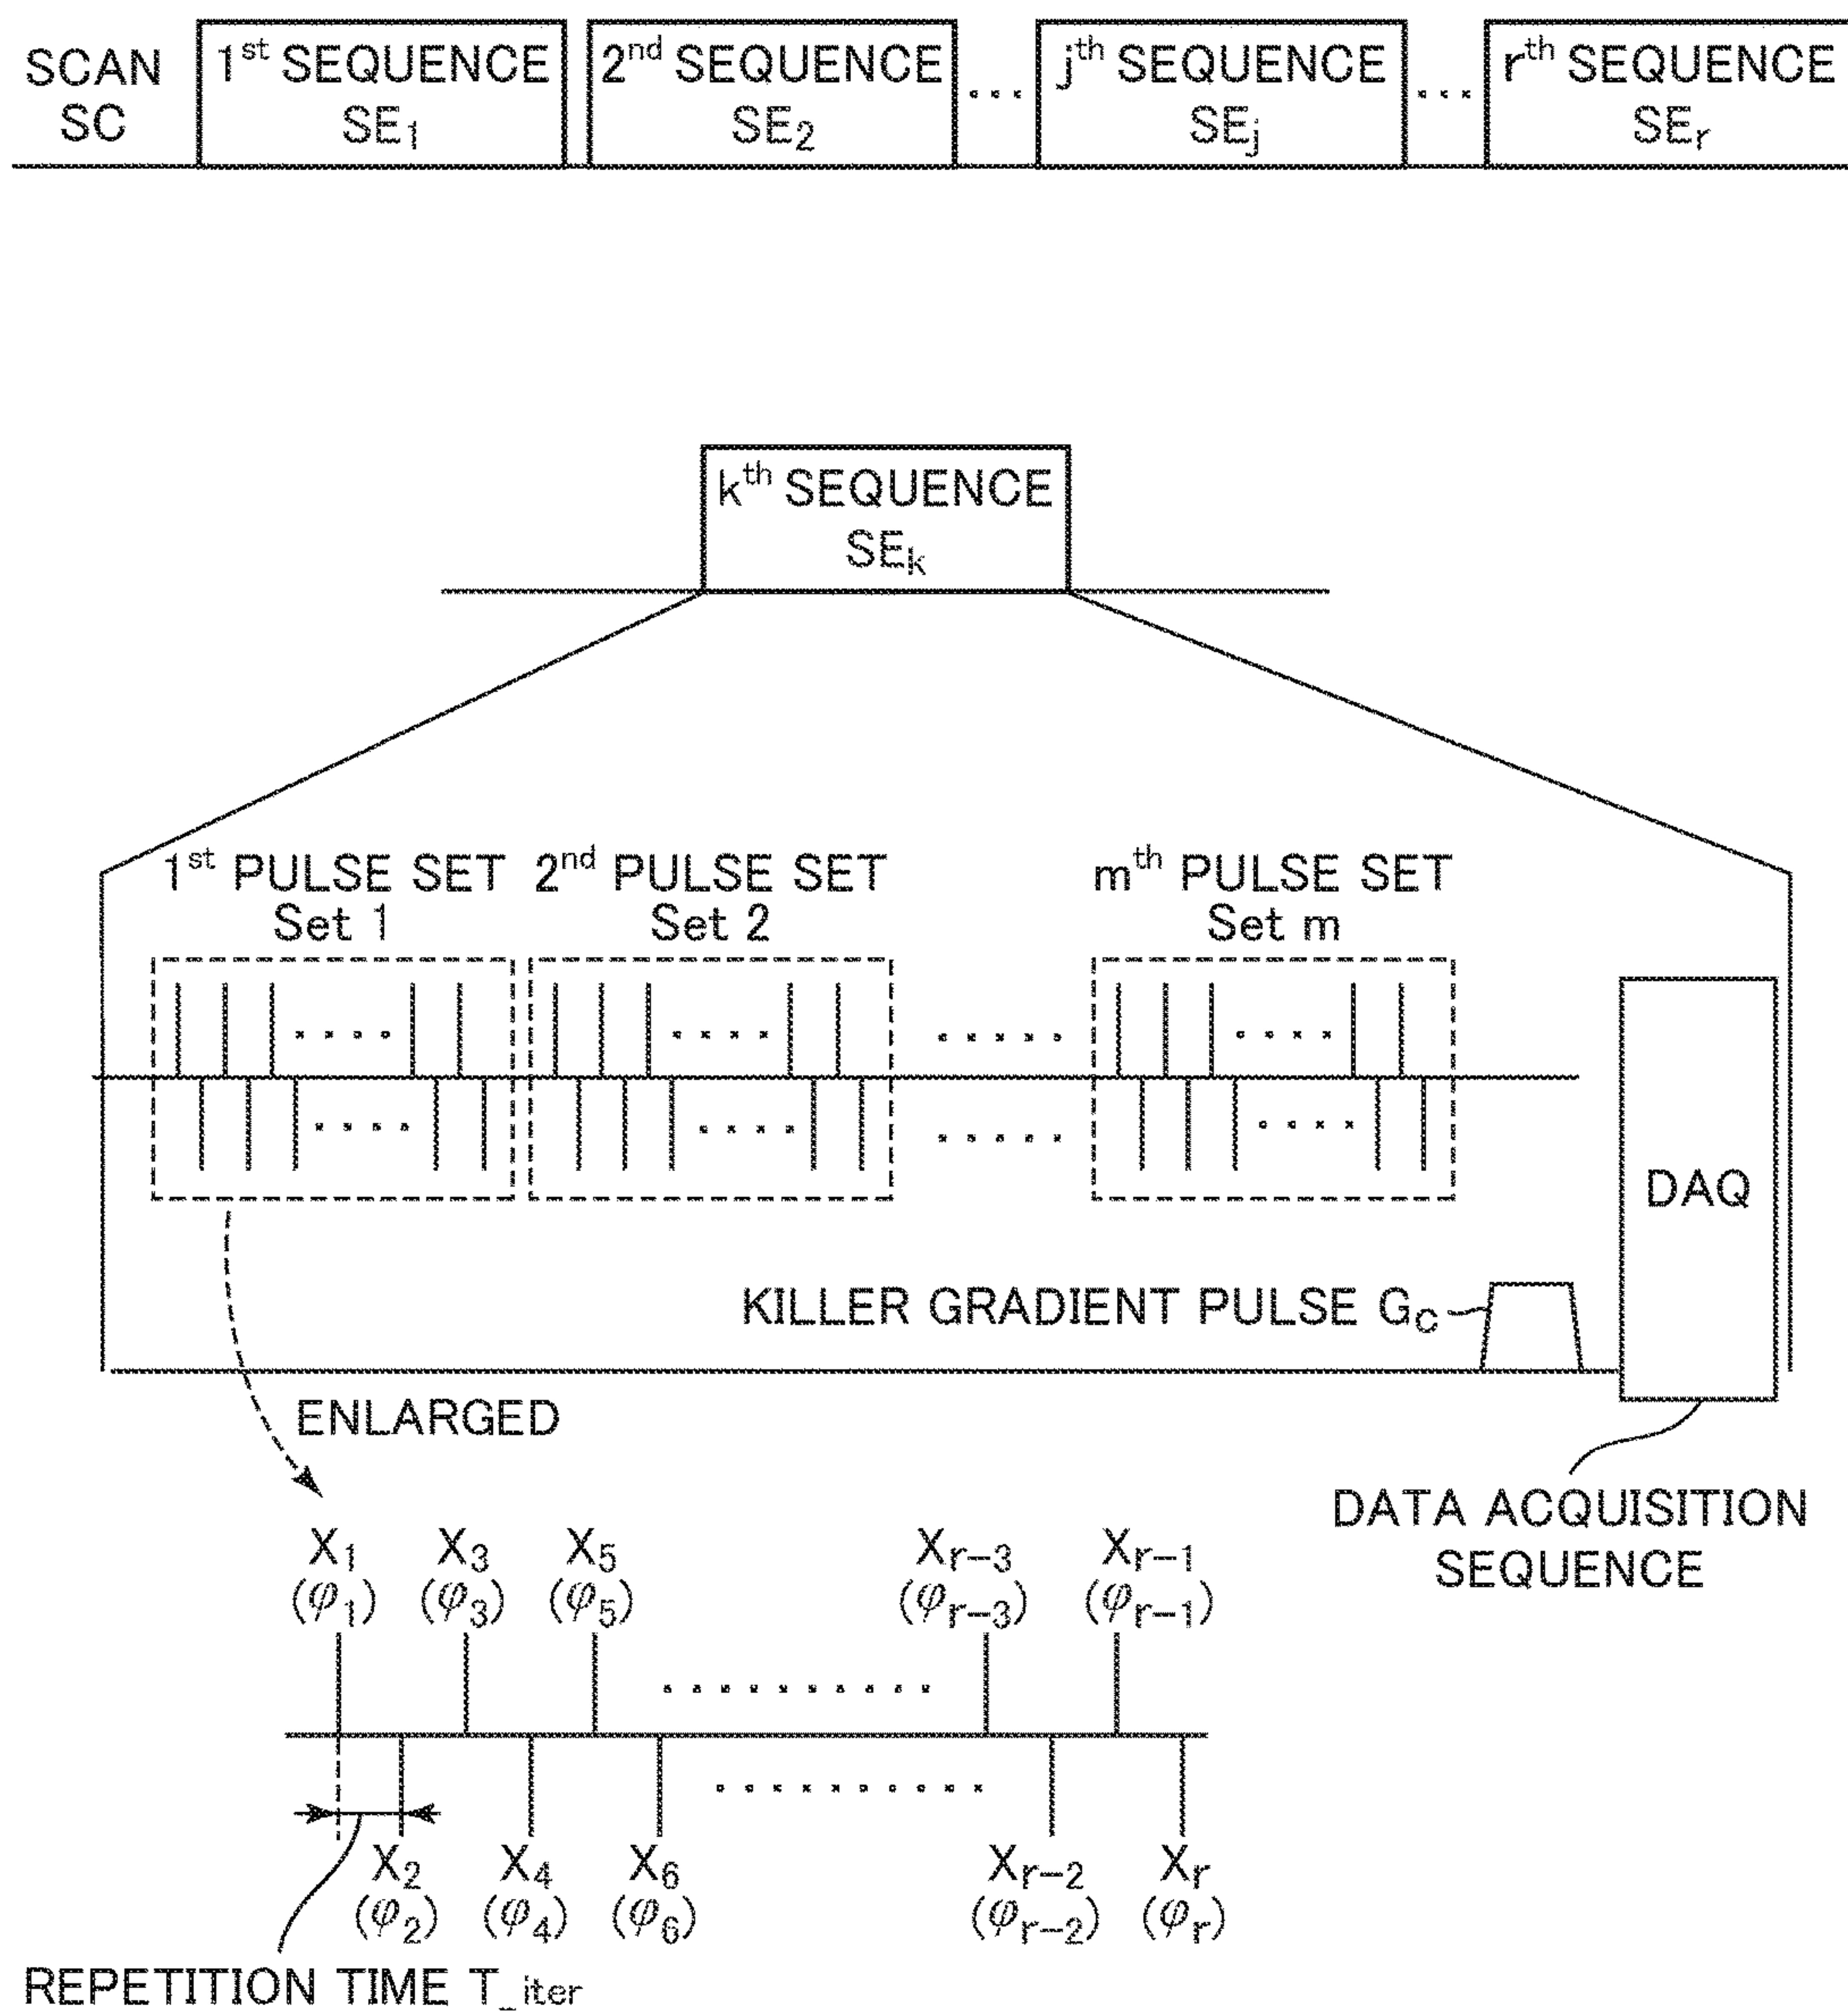 SCAN
SC
1st SEQUENCE
SE1
2nd SEQUENCE
SE2
...
jth SEQUENCE
SEj
...
rth SEQUENCE
SEr
kth SEQUENCE
SEk
1st PULSE SET
Set 1
2nd PULSE SET
Set 2
mth PULSE SET
Set m
DAQ
KILLER GRADIENT PULSE GC
ENLARGED
DATA ACQUISITION
SEQUENCE
X1
(φ1)
X3
(φ3)
X5
(φ5)
Xr−3
(φr−3)
Xr−1
(φr−1)
X2
(φ2)
X4
(φ4)
X6
(φ6)
Xr−2
(φr−2)
Xr
(φr)
REPETITION TIME T_iter